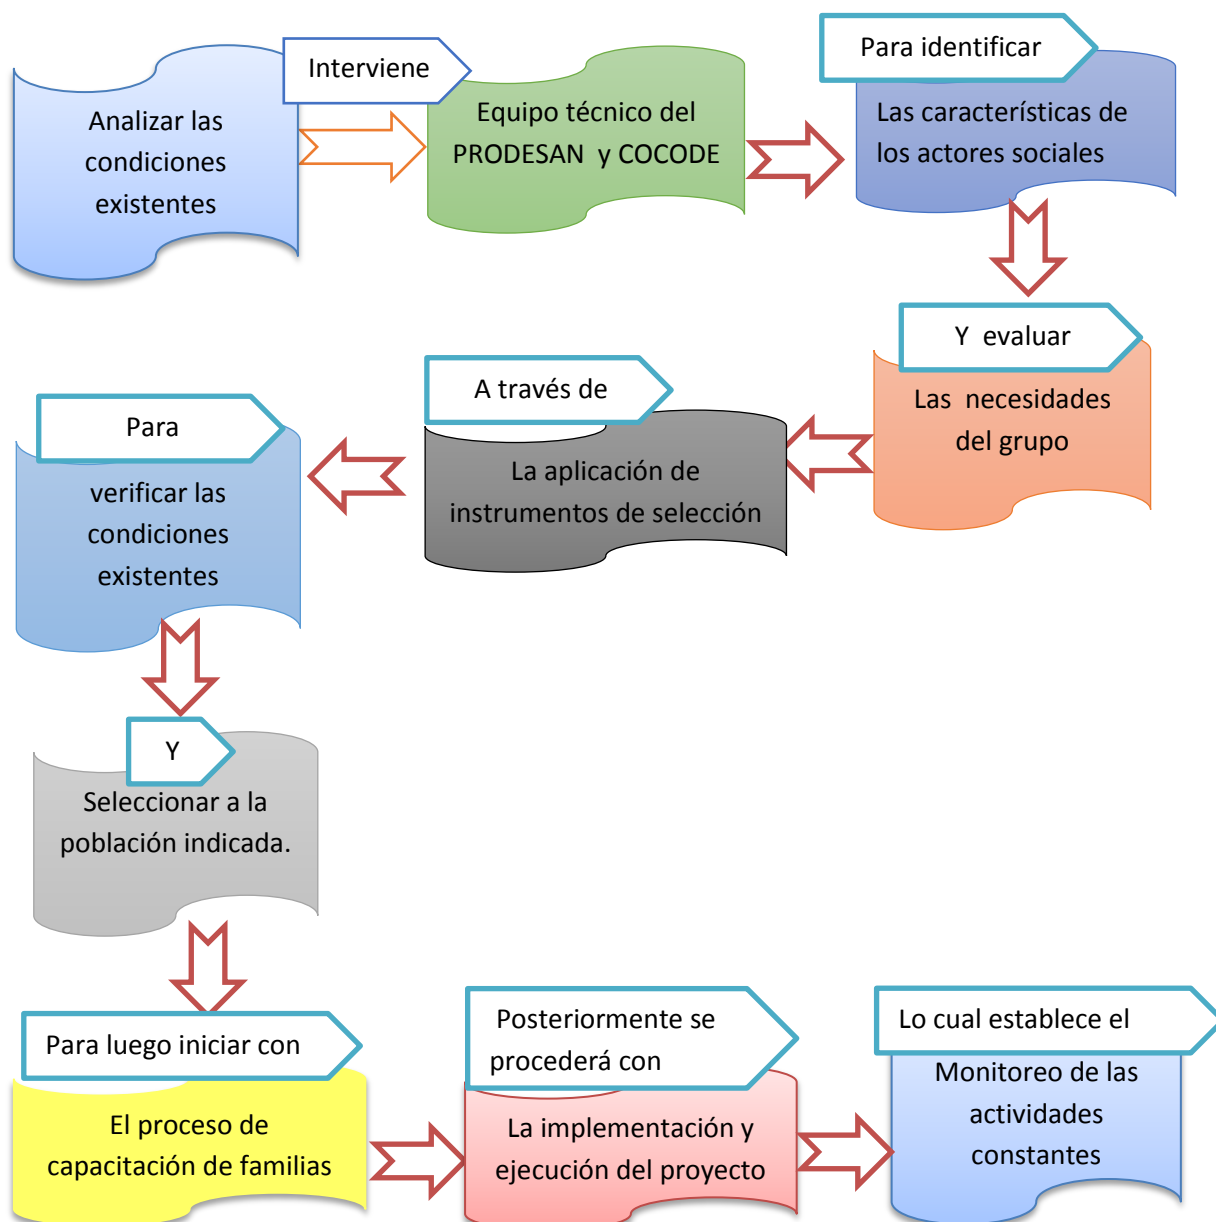 Analizar las
condiciones
existentes
Interviene
Equipo técnico del
PRODESAN y COCODE
Para identificar
Las características de
los actores sociales
Y evaluar
Las necesidades
del grupo
A través de
La aplicación de
instrumentos de selección
Para
verificar las
condiciones
existentes
Y
Seleccionar a la
población indicada.
Para luego iniciar con
El proceso de
capacitación de familias
Posteriormente se
procederá con
La implementación y
ejecución del proyecto
Lo cual establece el
Monitoreo de las
actividades
constantes